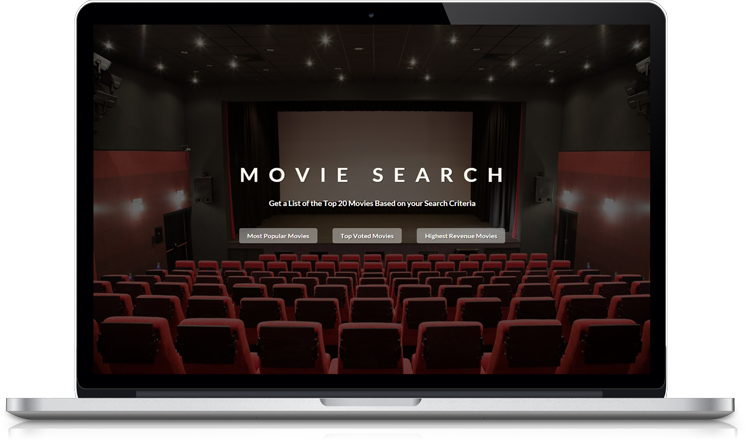 MOVIE SEARCH
Get a List of the Top 20 Movies Based on your Search Criteria
Most Popular Movies
Top Voted Movies
Highest Revenue Movies